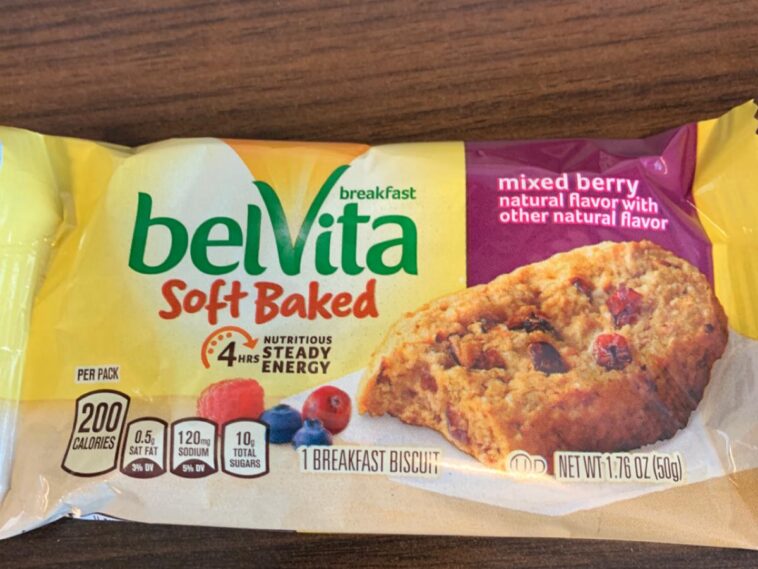 breakfast
belVita
Soft Baked
4 HRS NUTRITIOUS
STEADY
ENERGY
mixed berry
natural flavor with
other natural flavor
PER PACK
200
CALORIES
0.5g
SAT FAT
3% DV
120mg
SODIUM
5% DV
10g
TOTAL
SUGARS
1 BREAKFAST BISCUIT
U D
NET WT 1.76 OZ (50g)